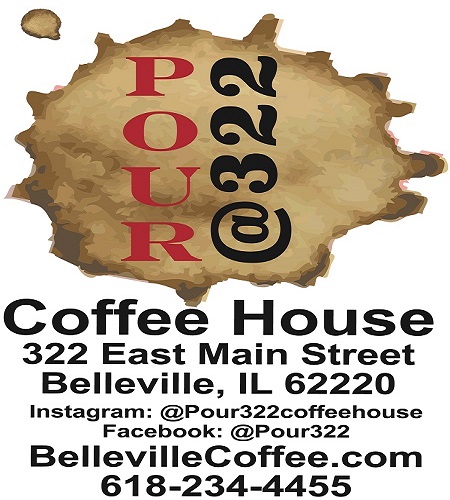 POUR
@322
Coffee House
322 East Main Street
Belleville, IL 62220
Instagram: @Pour322coffeehouse
Facebook: @Pour322
BellevilleCoffee.com
618-234-4455